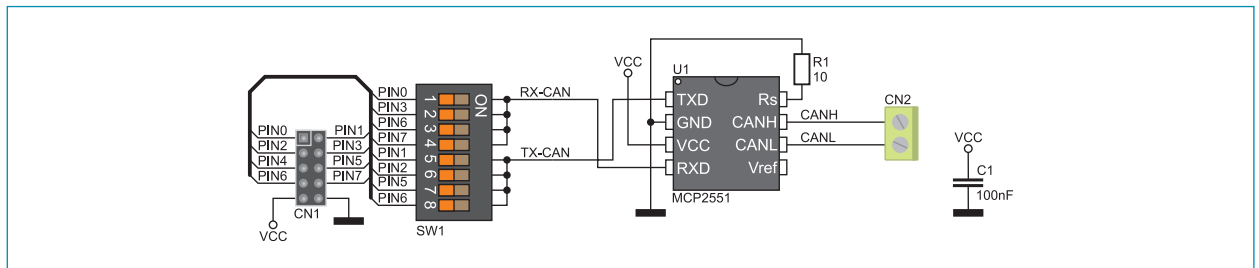 PIN0
PIN2
PIN4
PIN6
PIN1
PIN3
PIN5
PIN7
VCC
CN1
PIN0
PIN3
PIN6
PIN7
PIN1
PIN2
PIN5
PIN6
1
2
3
4
5
6
7
8
ON
SW1
RX-CAN
TX-CAN
VCC
U1
TXD
GND
VCC
RXD
Rs
CANH
CANL
Vref
MCP2551
R1
10
CANH
CANL
CN2
VCC
C1
100nF